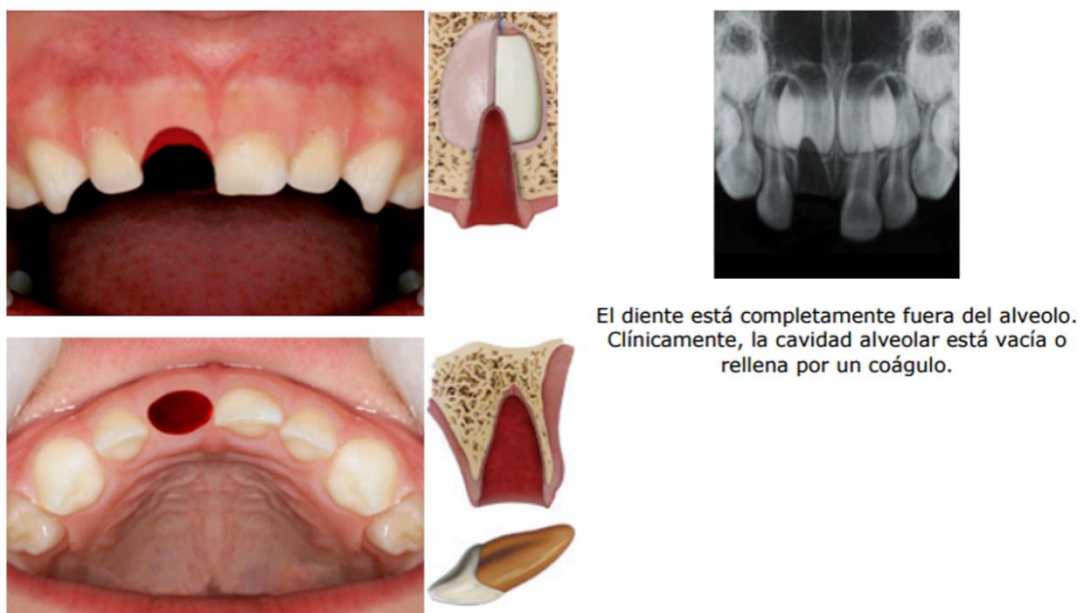 El diente está completamente fuera del alveolo.
Clínicamente, la cavidad alveolar está vacía o
rellena por un coágulo.